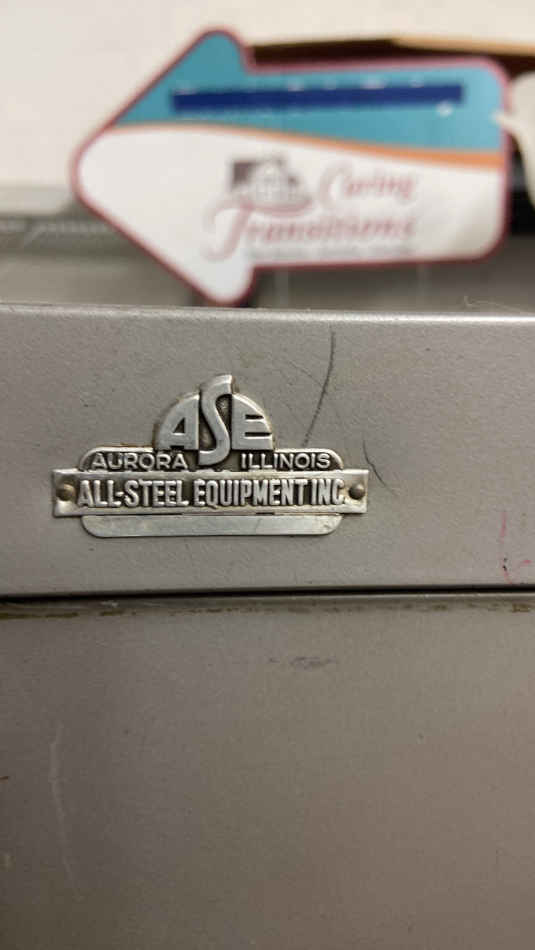 Caring
Transitions
ASE
AURORA ILLINOIS
ALL-STEEL EQUIPMENT INC